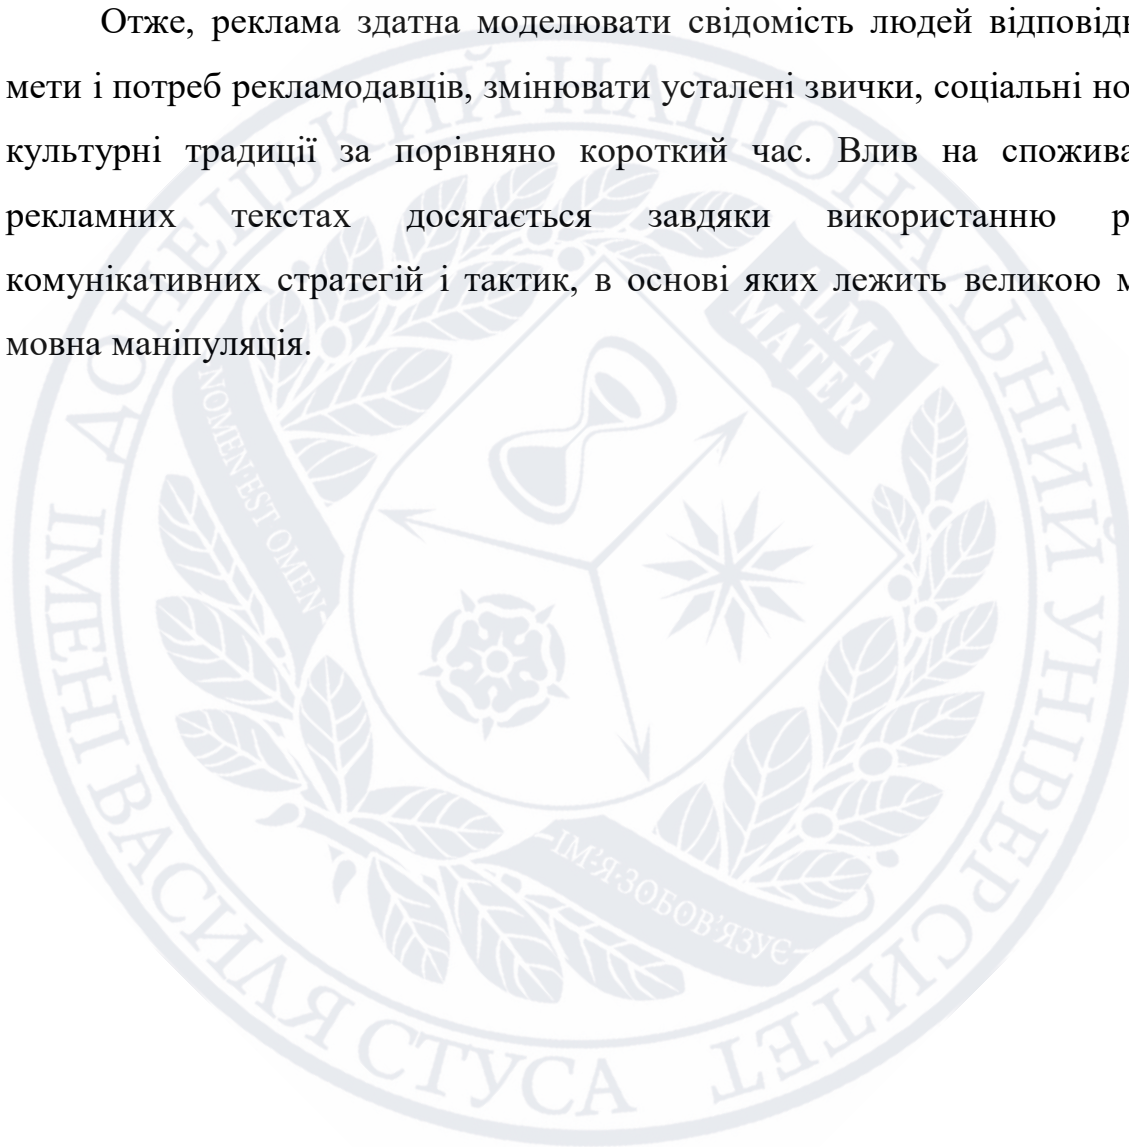 Отже, реклама здатна моделювати свідомість людей відповідн
мети і потреб рекламодавців, змінювати усталені звички, соціальні но
культурні традиції за порівняно короткий час. Влив на спожива
рекламних текстах досягається завдяки використанню р
комунікативних стратегій і тактик, в основі яких лежить великою м
мовна маніпуляція.
ДОНЕЦЬКИЙ НАЦІОНАЛЬНИЙ УНІВЕРСИТЕТ
ІМЕНІ ВАСИЛЯ СТУСА
ALMA
MATER
NOMEN EST OMEN
ІМ'Я ЗОБОВ'ЯЗУЄ